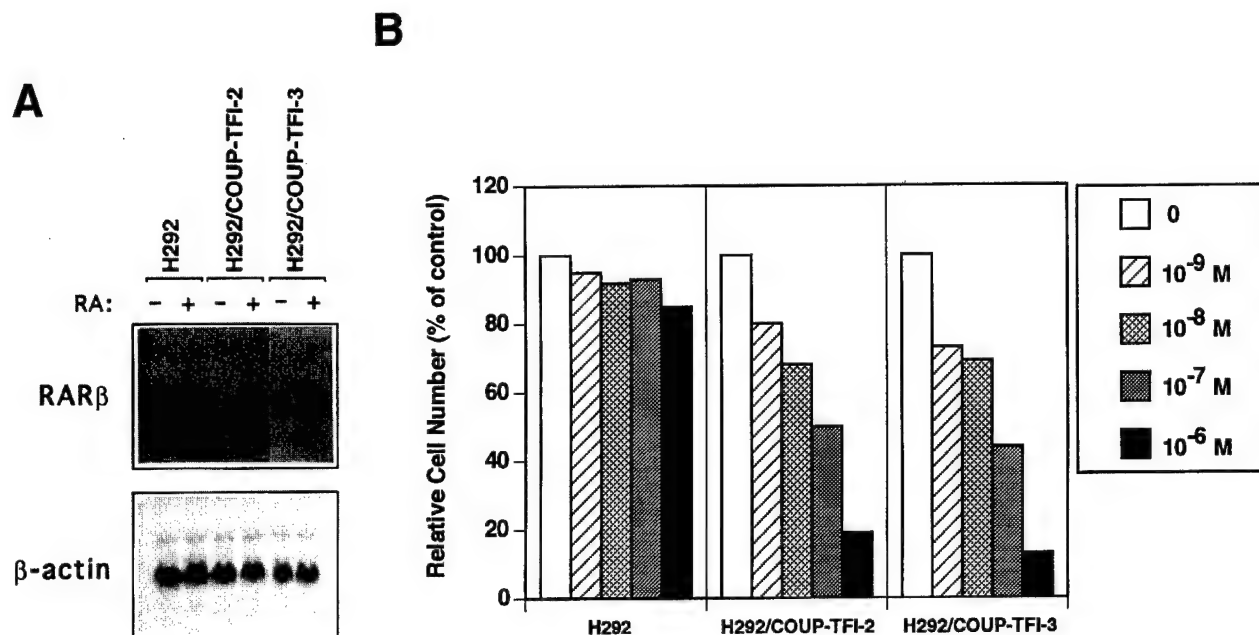 A
H292
H292/COUP-TFI-2
H292/COUP-TFI-3
RA: - + - + - +
RARβ
β-actin
B
Relative Cell Number (% of control)
120
100
80
60
40
20
0
H292
H292/COUP-TFI-2
H292/COUP-TFI-3
0
10⁻⁹ M
10⁻⁸ M
10⁻⁷ M
10⁻⁶ M